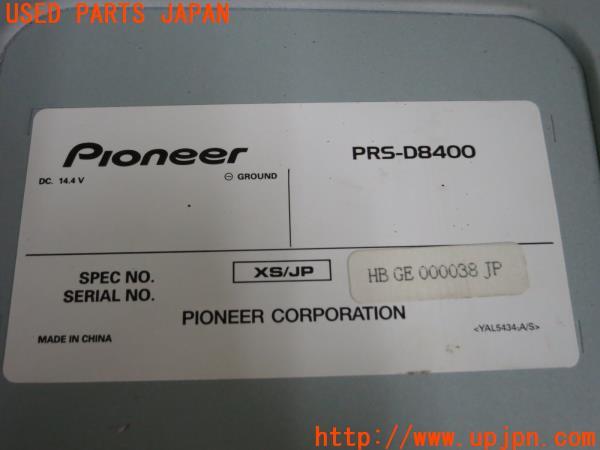 USED PARTS JAPAN
Pioneer
PRS-D8400
DC. 14.4 V
⊖ GROUND
SPEC NO.
XS/JP
SERIAL NO.
HB GE 000038 JP
PIONEER CORPORATION
MADE IN CHINA
<YAL5434-A/S>
http://www.upjpn.com/